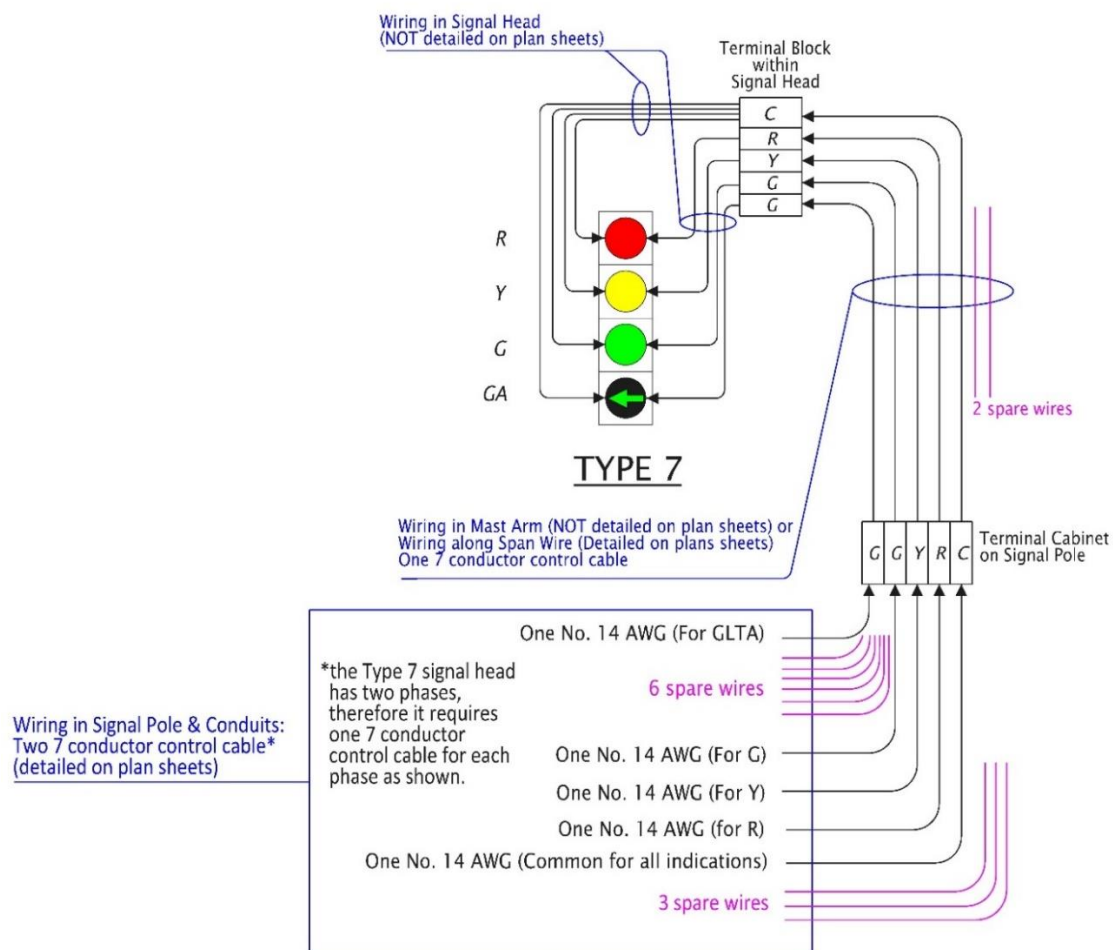 Wiring in Signal Head
(NOT detailed on plan sheets)
Terminal Block
within
Signal Head
C
R
Y
G
G
R
Y
G
GA
2 spare wires
TYPE 7
Wiring in Mast Arm (NOT detailed on plan sheets) or
Wiring along Span Wire (Detailed on plans sheets)
One 7 conductor control cable
G G Y R C
Terminal Cabinet
on Signal Pole
One No. 14 AWG (For GLTA)
*the Type 7 signal head
has two phases,
therefore it requires
one 7 conductor
control cable for each
phase as shown.
6 spare wires
Wiring in Signal Pole & Conduits:
Two 7 conductor control cable*
(detailed on plan sheets)
One No. 14 AWG (For G)
One No. 14 AWG (For Y)
One No. 14 AWG (for R)
One No. 14 AWG (Common for all indications)
3 spare wires